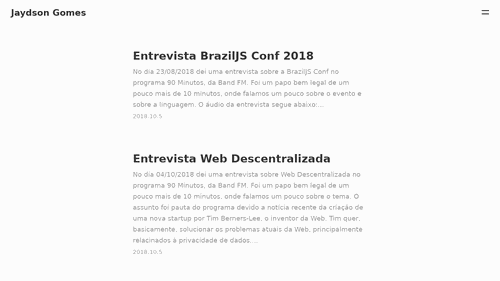 Jaydson Gomes
Entrevista BrazilJS Conf 2018
No dia 23/08/2018 dei uma entrevista sobre a BrazilJS Conf no
programa 90 Minutos, da Band FM. Foi um papo bem legal de um
pouco mais de 10 minutos, onde falamos um pouco sobre o evento e
sobre a linguagem. O áudio da entrevista segue abaixo:...
2018.10.5
Entrevista Web Descentralizada
No dia 04/10/2018 dei uma entrevista sobre Web Descentralizada no
programa 90 Minutos, da Band FM. Foi um papo bem legal de um
pouco mais de 10 minutos, onde falamos um pouco sobre o tema. O
assunto foi pauta do programa devido a notícia recente da criação de
uma nova startup por Tim Berners-Lee, o inventor da Web. Tim quer,
basicamente, solucionar os problemas atuais da Web, principalmente
relacinados à privacidade de dados. ...
2018.10.5